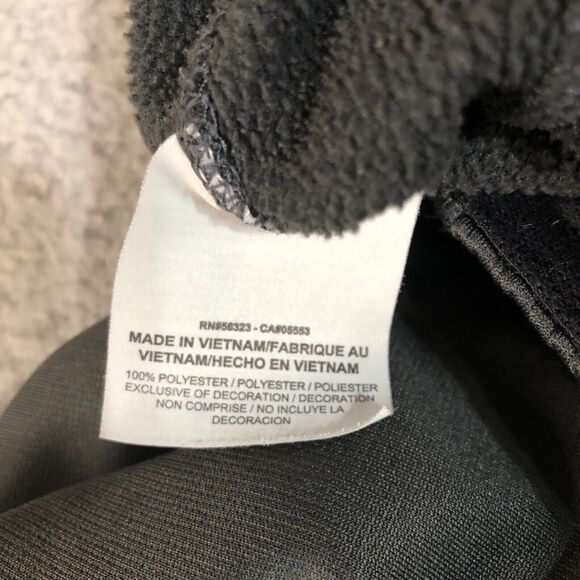 RN#56323 - CA#05553
MADE IN VIETNAM/FABRIQUE AU
VIETNAM/HECHO EN VIETNAM
100% POLYESTER / POLYESTER / POLIESTER
EXCLUSIVE OF DECORATION / DECORATION
NON COMPRISE / NO INCLUYE LA
DECORACION